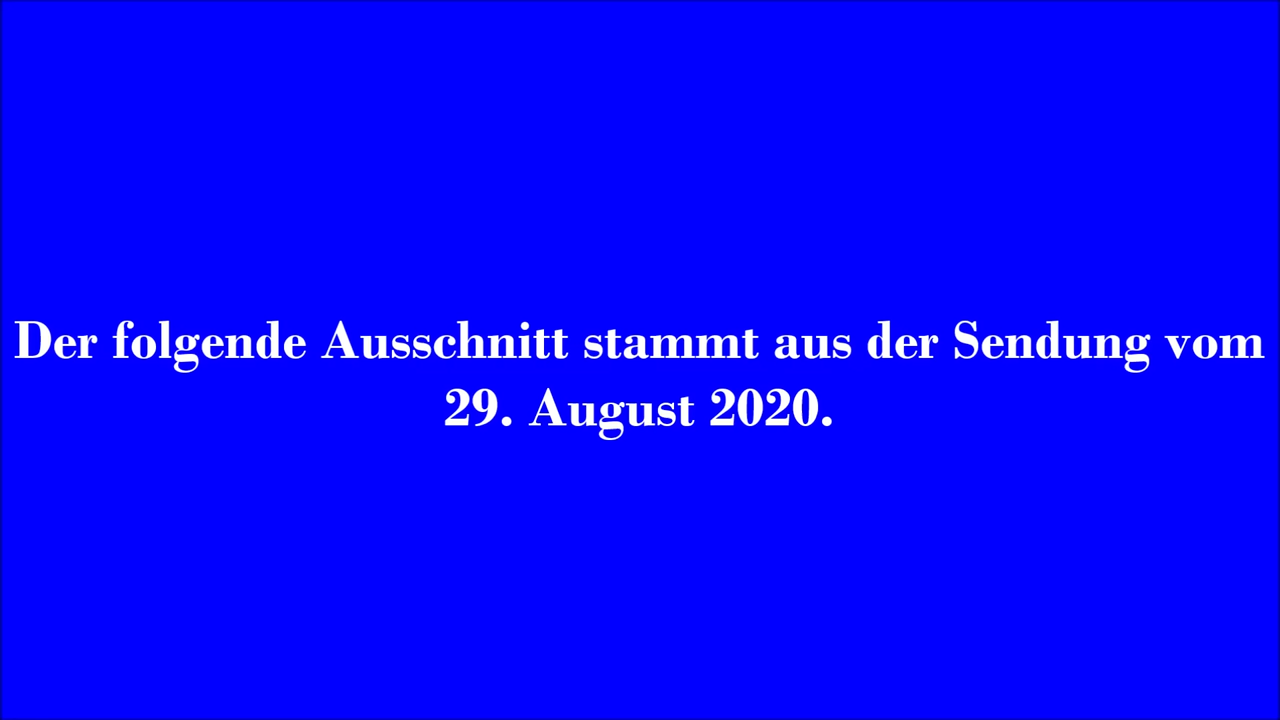 Der folgende Ausschnitt stammt aus der Sendung vom
29. August 2020.